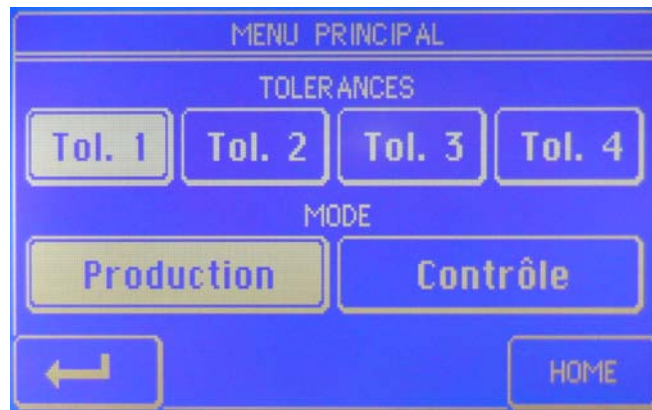 MENU PRINCIPAL
TOLERANCES
Tol. 1 Tol. 2 Tol. 3 Tol. 4
MODE
Production Contrôle
HOME